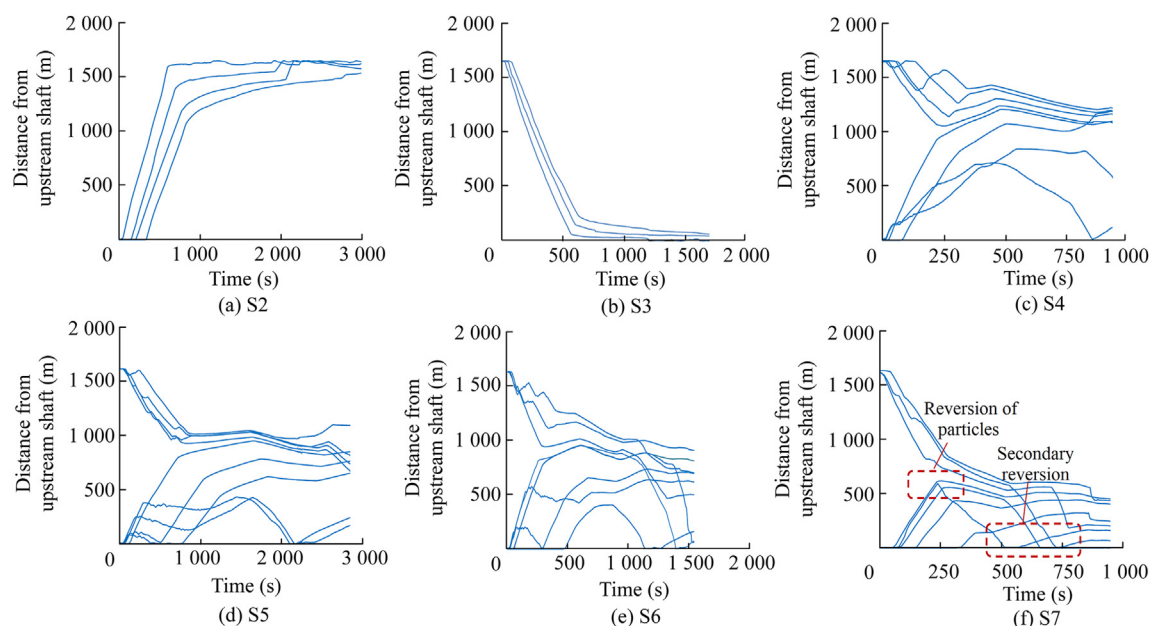 2 000
1 500
1 000
500
0
1 000
2 000
3 000
Distance from
upstream shaft (m)
Time (s)
(a) S2
2 000
1 500
1 000
500
0
500
1 000
1 500
2 000
Distance from
upstream shaft (m)
Time (s)
(b) S3
2 000
1 500
1 000
500
0
250
500
750
1 000
Distance from
upstream shaft (m)
Time (s)
(c) S4
2 000
1 500
1 000
500
0
1 000
2 000
3 000
Distance from
upstream shaft (m)
Time (s)
(d) S5
2 000
1 500
1 000
500
0
500
1 000
1 500
2 000
Distance from
upstream shaft (m)
Time (s)
(e) S6
2 000
1 500
1 000
500
0
250
500
750
1 000
Distance from
upstream shaft (m)
Reversion of
particles
Secondary
reversion
Time (s)
(f) S7